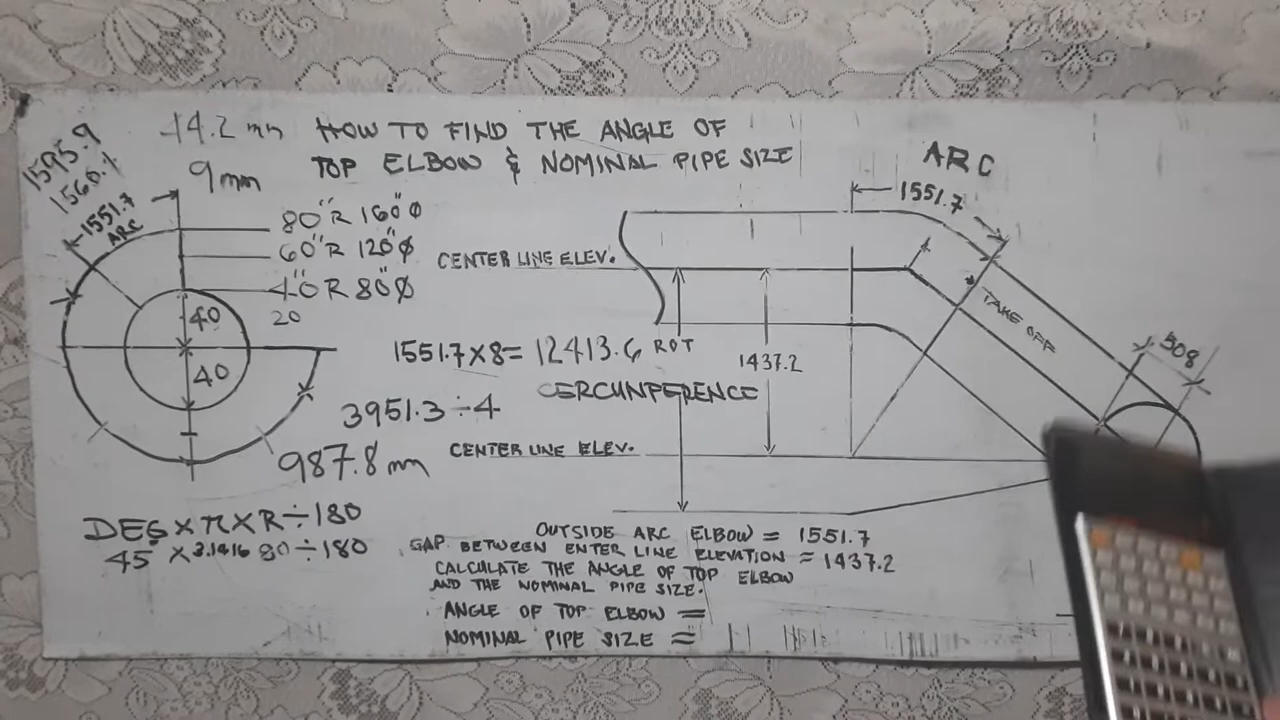 1595.9
1560.1
1551.7
ARC
14.2 mm
9mm
HOW TO FIND THE ANGLE OF
TOP ELBOW & NOMINAL PIPE SIZE
80"R 160"Ø
60"R 120"Ø
40"R 80"Ø
20
40
40
CENTER LINE ELEV.
1551.7×8= 12413.6
CERCUNPERENCE
3951.3÷4
987.8mm
CENTER LINE ELEV.
DEG×π×R÷180
45 ×3.1416 80÷180
ARC
1551.7
TAKE OFF
508
1437.2
OUTSIDE ARC ELBOW = 1551.7
GAP BETWEEN ENTER LINE ELEVATION = 1437.2
CALCULATE THE ANGLE OF TOP ELBOW
AND THE NOMINAL PIPE SIZE.
ANGLE OF TOP ELBOW =
NOMINAL PIPE SIZE =